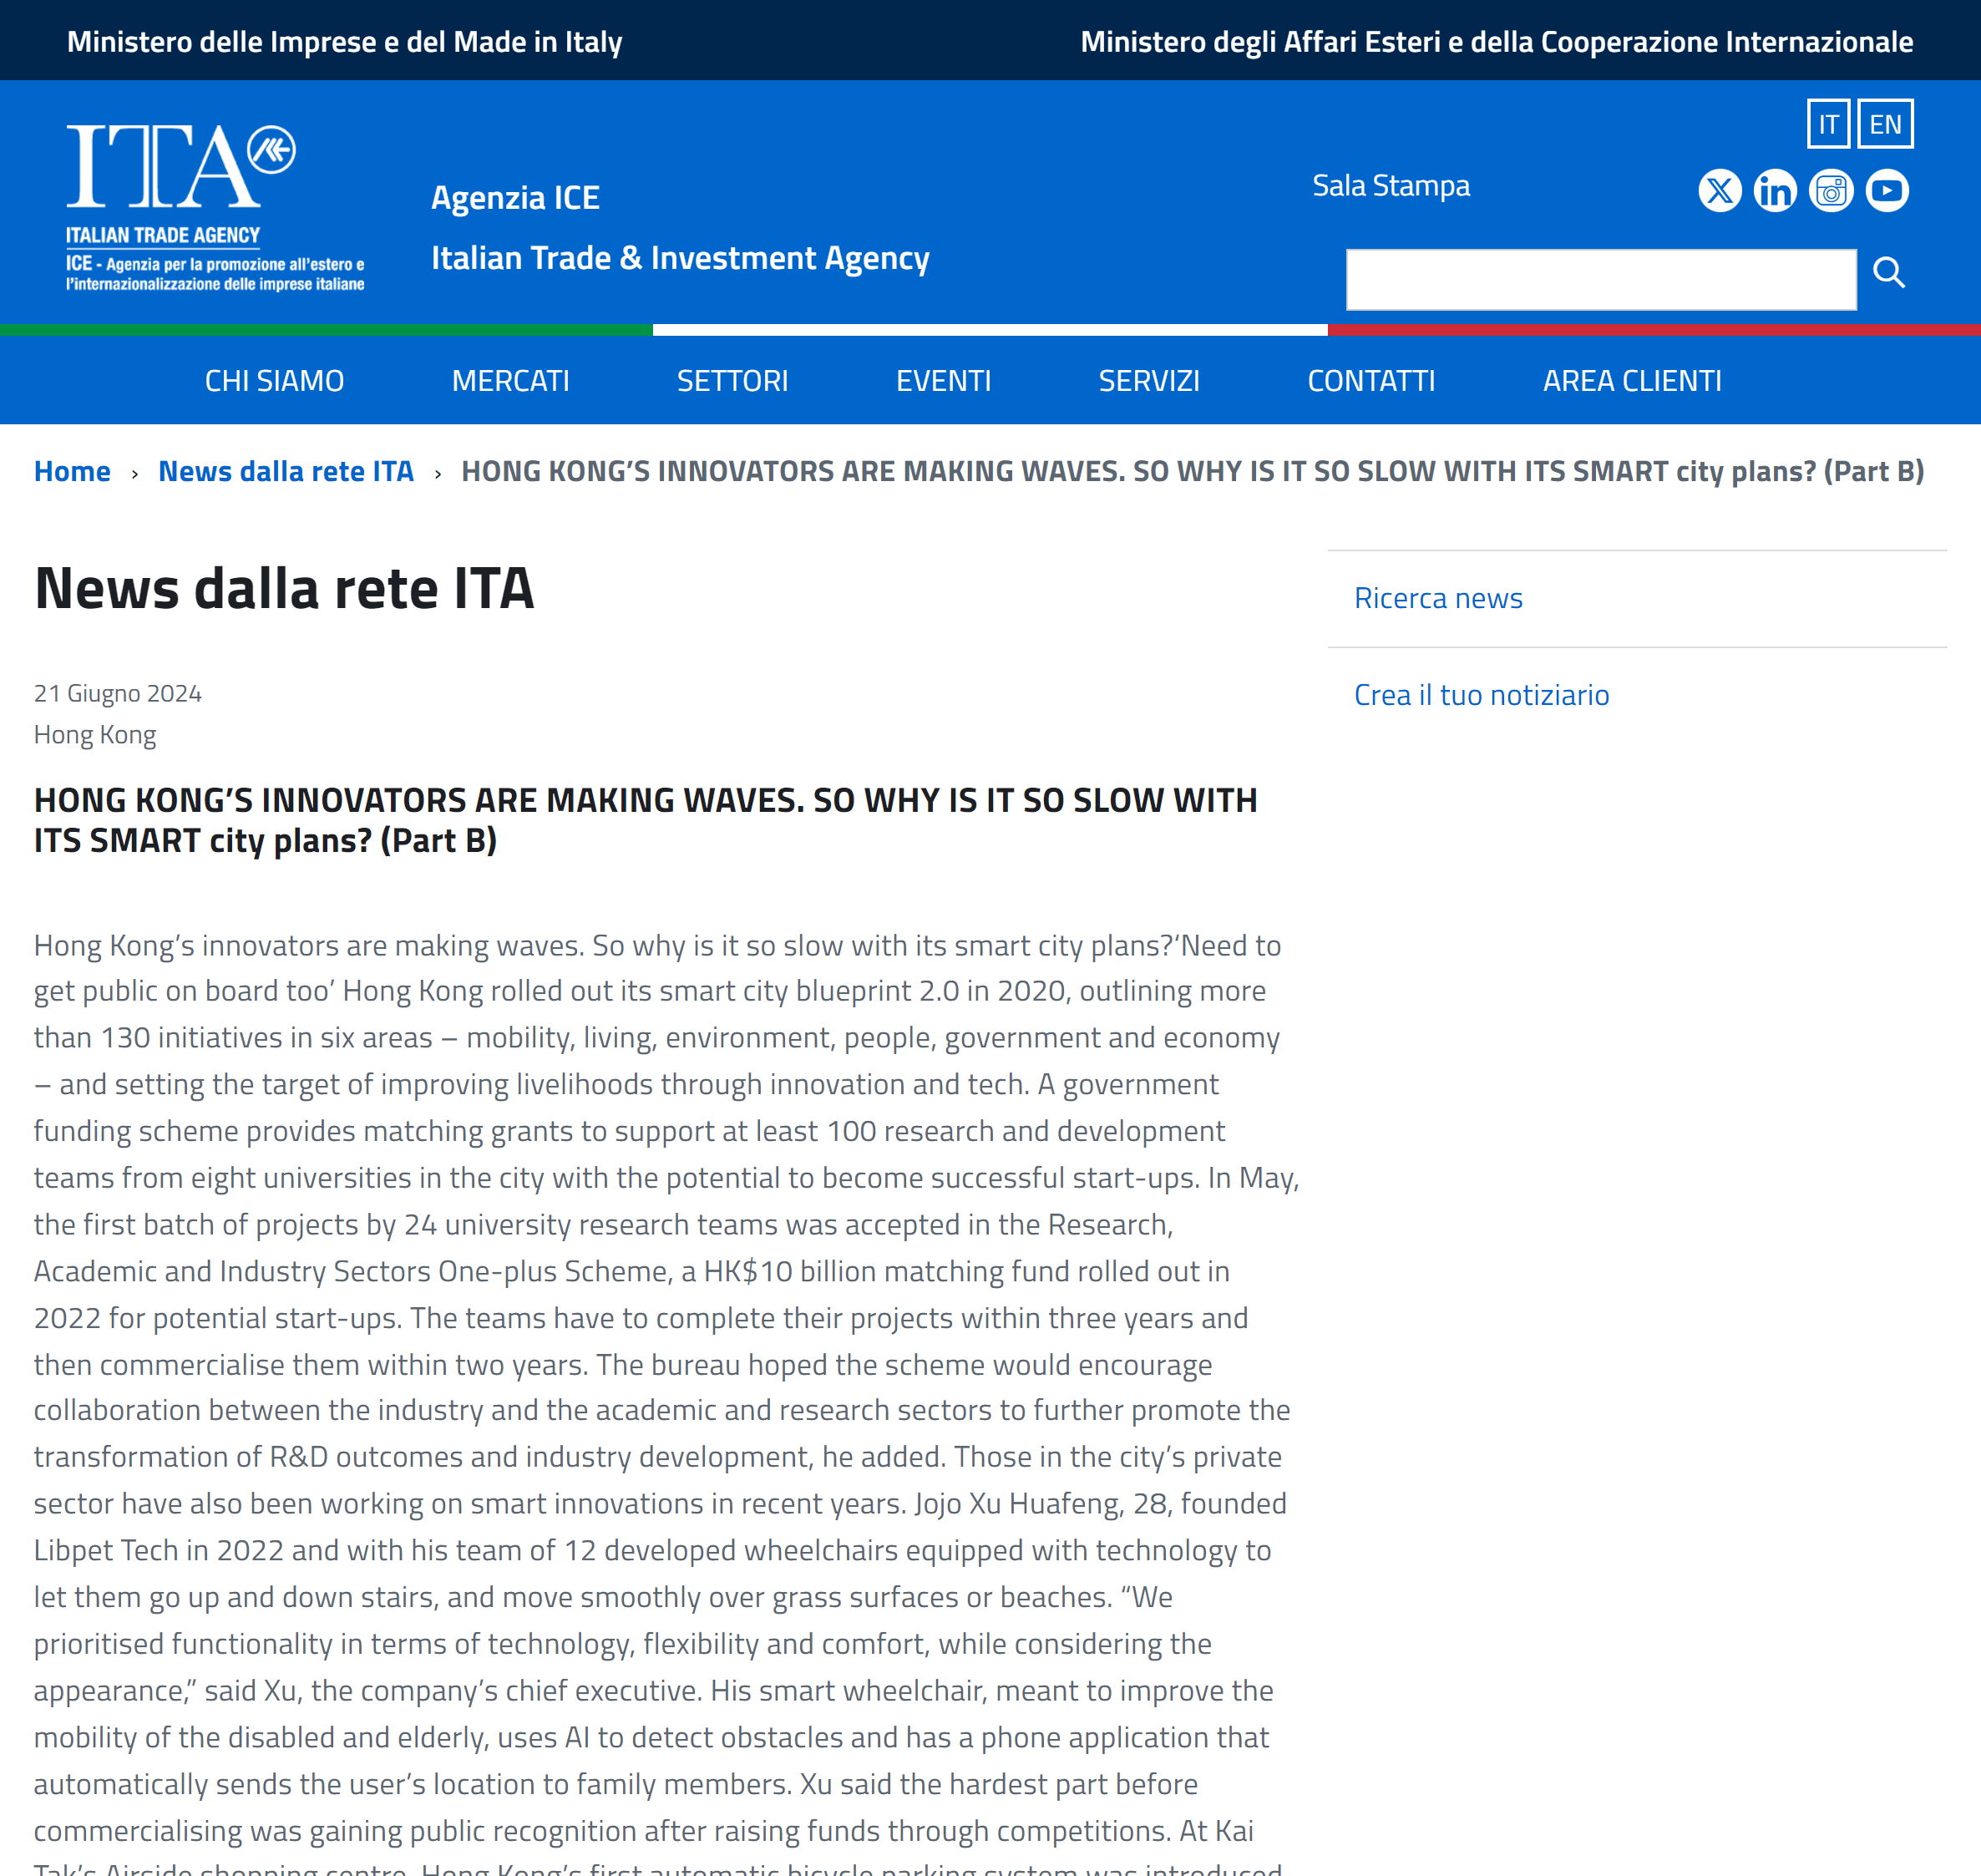 Ministero delle Imprese e del Made in Italy
Ministero degli Affari Esteri e della Cooperazione Internazionale
ITA
ITALIAN TRADE AGENCY
ICE - Agenzia per la promozione all'estero e
l'internazionalizzazione delle imprese italiane
Agenzia ICE
Italian Trade & Investment Agency
IT EN
Sala Stampa
CHI SIAMO MERCATI SETTORI EVENTI SERVIZI CONTATTI AREA CLIENTI
Home › News dalla rete ITA › HONG KONG’S INNOVATORS ARE MAKING WAVES. SO WHY IS IT SO SLOW WITH ITS SMART city plans? (Part B)
News dalla rete ITA
Ricerca news
Crea il tuo notiziario
21 Giugno 2024
Hong Kong
HONG KONG’S INNOVATORS ARE MAKING WAVES. SO WHY IS IT SO SLOW WITH
ITS SMART city plans? (Part B)
Hong Kong’s innovators are making waves. So why is it so slow with its smart city plans?‘Need to
get public on board too’ Hong Kong rolled out its smart city blueprint 2.0 in 2020, outlining more
than 130 initiatives in six areas – mobility, living, environment, people, government and economy
– and setting the target of improving livelihoods through innovation and tech. A government
funding scheme provides matching grants to support at least 100 research and development
teams from eight universities in the city with the potential to become successful start-ups. In May,
the first batch of projects by 24 university research teams was accepted in the Research,
Academic and Industry Sectors One-plus Scheme, a HK$10 billion matching fund rolled out in
2022 for potential start-ups. The teams have to complete their projects within three years and
then commercialise them within two years. The bureau hoped the scheme would encourage
collaboration between the industry and the academic and research sectors to further promote the
transformation of R&D outcomes and industry development, he added. Those in the city’s private
sector have also been working on smart innovations in recent years. Jojo Xu Huafeng, 28, founded
Libpet Tech in 2022 and with his team of 12 developed wheelchairs equipped with technology to
let them go up and down stairs, and move smoothly over grass surfaces or beaches. “We
prioritised functionality in terms of technology, flexibility and comfort, while considering the
appearance,” said Xu, the company’s chief executive. His smart wheelchair, meant to improve the
mobility of the disabled and elderly, uses AI to detect obstacles and has a phone application that
automatically sends the user’s location to family members. Xu said the hardest part before
commercialising was gaining public recognition after raising funds through competitions. At Kai
Tak’s Airside shopping centre, Hong Kong’s first automatic bicycle parking system was introduced